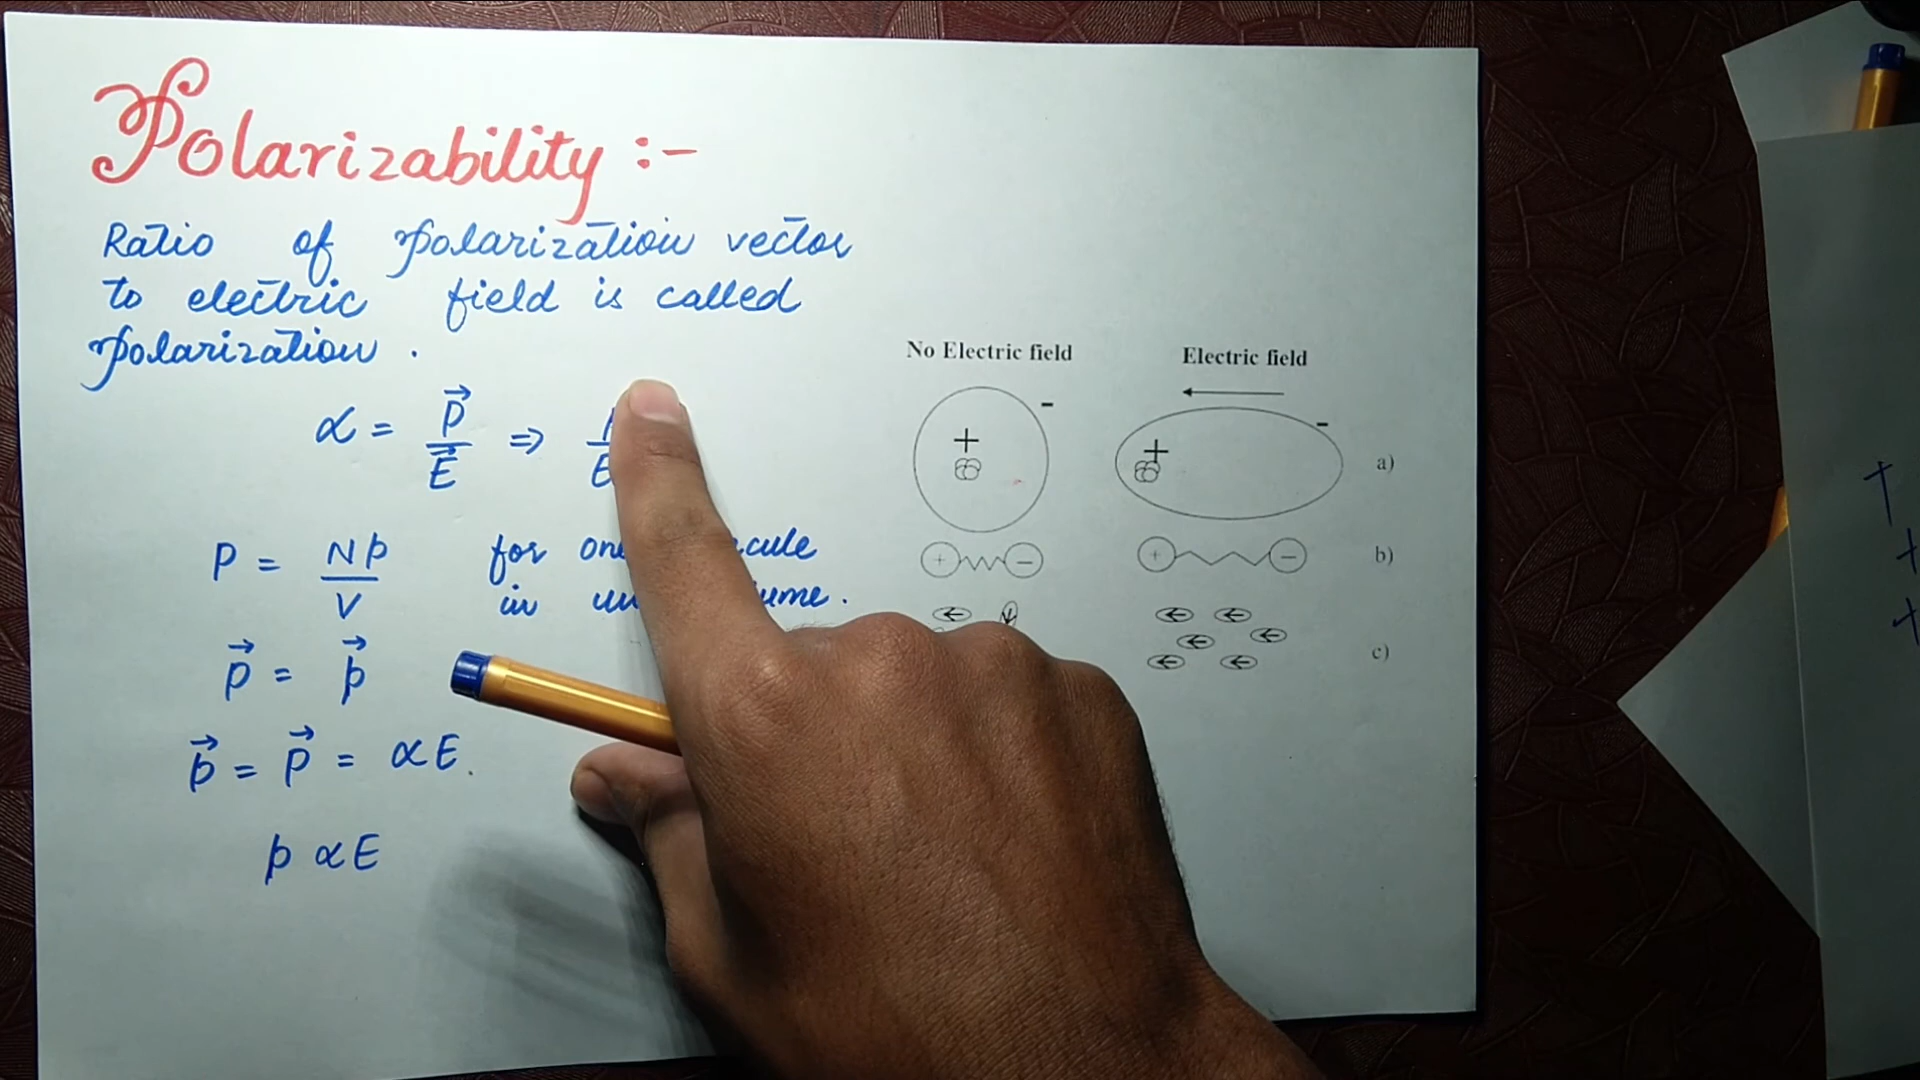 Polarizability :-
Ratio of polarization vector
to electric field is called
polarization .
α = P⃗ / E⃗ ⇒
P = Np / V for
in
P⃗ = p⃗
p⃗ = P⃗ = αE .
p α E
No Electric field
Electric field
+ -
+ -
a)
+ −
+ −
b)
c)